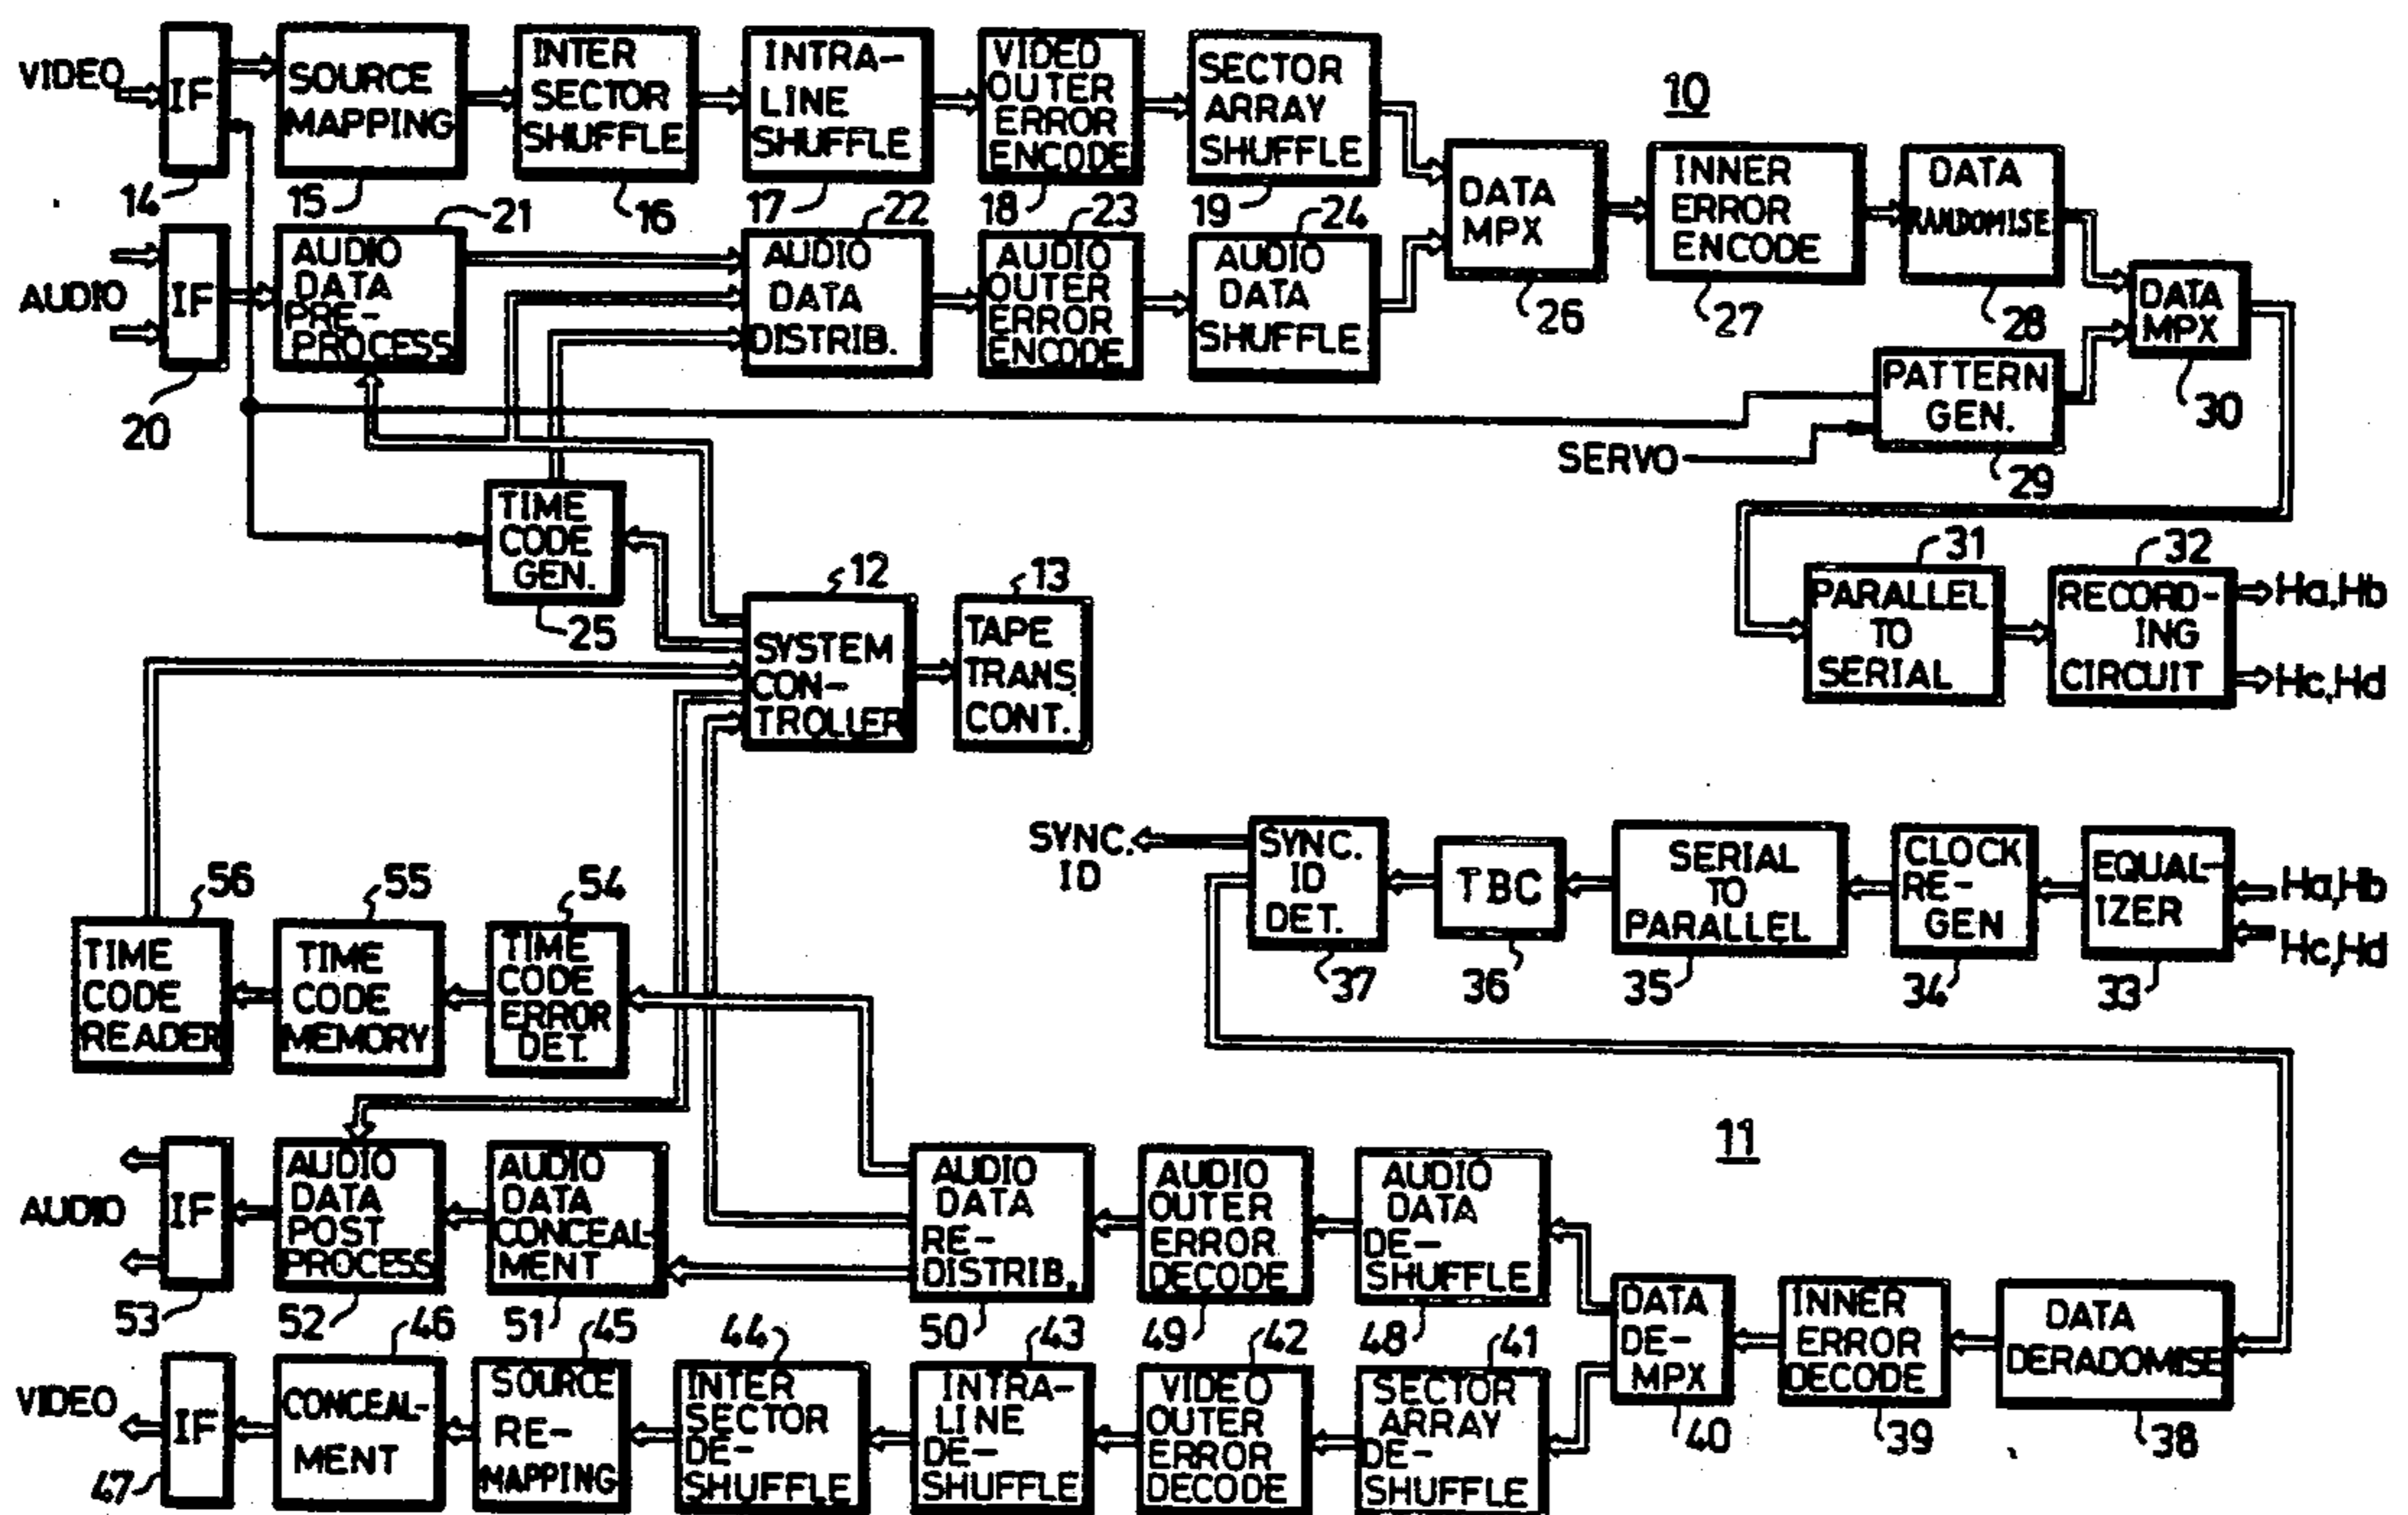 VIDEO
IF
14
SOURCE
MAPPING
15
INTER
SECTOR
SHUFFLE
16
INTRA-
LINE
SHUFFLE
17
VIDEO
OUTER
ERROR
ENCODE
18
SECTOR
ARRAY
SHUFFLE
19
10
AUDIO
IF
20
AUDIO
DATA
PRE-
PROCESS
21
AUDIO
DATA
DISTRIB.
22
AUDIO
OUTER
ERROR
ENCODE
23
AUDIO
DATA
SHUFFLE
24
DATA
MPX
26
INNER
ERROR
ENCODE
27
DATA
RANDOMISE
28
DATA
MPX
30
PATTERN
GEN.
29
SERVO
TIME
CODE
GEN.
25
SYSTEM
CON-
TROLLER
12
TAPE
TRANS.
CONT.
13
PARALLEL
TO
SERIAL
31
RECORD-
ING
CIRCUIT
32
Ha,Hb
Hc,Hd
SYNC.
ID
SYNC.
ID
DET.
37
TBC
36
SERIAL
TO
PARALLEL
35
CLOCK
RE-
GEN
34
EQUAL-
IZER
33
Ha,Hb
Hc,Hd
56
TIME
CODE
READER
55
TIME
CODE
MEMORY
54
TIME
CODE
ERROR
DET.
11
AUDIO
IF
53
AUDIO
DATA
POST
PROCESS
52
AUDIO
DATA
CONCEAL-
MENT
51
AUDIO
DATA
RE-
DISTRIB.
50
AUDIO
OUTER
ERROR
DECODE
49
AUDIO
DATA
DE-
SHUFFLE
48
DATA
DE-
MPX
40
INNER
ERROR
DECODE
39
DATA
DERADOMISE
38
VIDEO
IF
47
CONCEAL-
MENT
46
SOURCE
RE-
MAPPING
45
INTER
SECTOR
DE-
SHUFFLE
44
INTRA-
LINE
DE-
SHUFFLE
43
VIDEO
OUTER
ERROR
DECODE
42
SECTOR
ARRAY
DE-
SHUFFLE
41